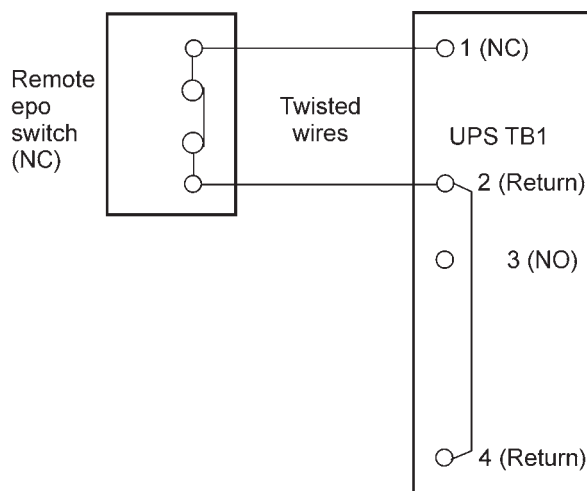 Remote
epo
switch
(NC)
Twisted
wires
1 (NC)
UPS TB1
2 (Return)
3 (NO)
4 (Return)